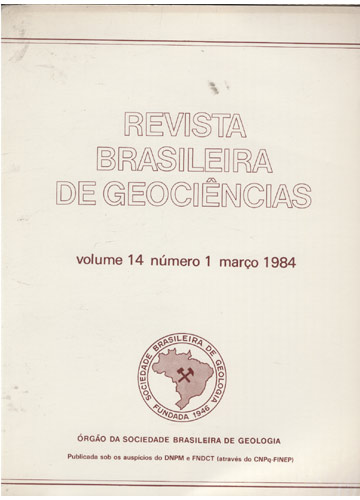 REVISTA
BRASILEIRA
DE GEOCIÊNCIAS
volume 14 número 1 março 1984
SOCIEDADE BRASILEIRA DE GEOLOGIA
FUNDADA 1946
ÓRGÃO DA SOCIEDADE BRASILEIRA DE GEOLOGIA
Publicada sob os auspícios do DNPM e FNDCT (através do CNPq-FINEP)